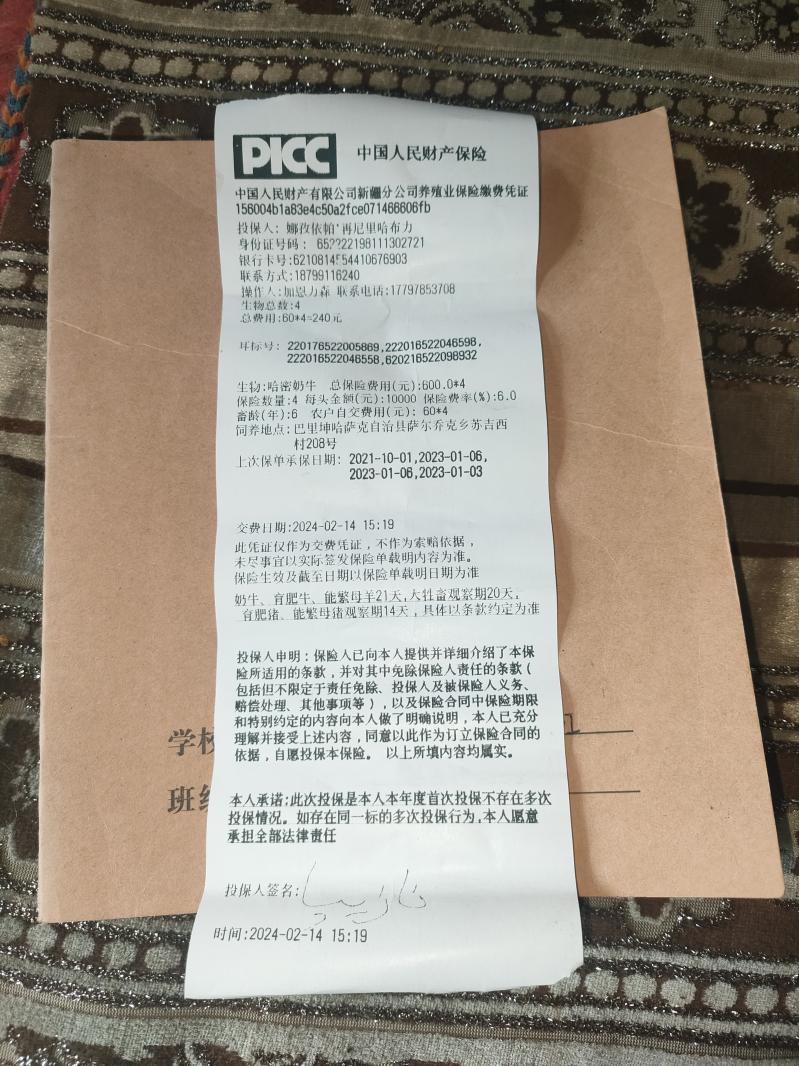 PICC 中国人民财产保险
中国人民财产有限公司新疆分公司养殖业保险缴费凭证
156004b1a63e4c50a2fce071466606fb
投保人: 娜孜依帕·再尼里哈布力
身份证号码:
银行卡号:
联系方式:18799116240
操作人:加恩力森 联系电话:17797853708
生物总数:4
总费用:60*4=240元
耳标号: 220176522005869,222016522046598,
222016522046558,620216522098932
生物:哈密奶牛 总保险费用(元):600.0*4
保险数量:4 每头金额(元):10000 保险费率(%):6.0
畜龄(年):6 农户自交费用(元): 60*4
饲养地点:巴里坤哈萨克自治县萨尔乔克乡苏吉西
村208号
上次保单承保日期: 2021-10-01,2023-01-06,
2023-01-06,2023-01-03
交费日期:2024-02-14 15:19
此凭证仅作为交费凭证，不作为索赔依据，
未尽事宜以实际签发保险单载明内容为准。
保险生效及截至日期以保险单载明日期为准
奶牛、育肥牛、能繁母羊21天,大牲畜观察期20天，
育肥猪、能繁母猪观察期14天，具体以条款约定为准
投保人申明：保险人已向本人提供并详细介绍了本保
险所适用的条款，并对其中免除保险人责任的条款（
包括但不限定于责任免除、投保人及被保险人义务、
赔偿处理、其他事项等），以及保险合同中保险期限
和特别约定的内容向本人做了明确说明，本人已充分
理解并接受上述内容，同意以此作为订立保险合同的
依据，自愿投保本保险。 以上所填内容均属实。
本人承诺:此次投保是本人本年度首次投保不存在多次
投保情况。如存在同一标的多次投保行为,本人愿意
承担全部法律责任
投保人签名:
时间:2024-02-14 15:19
学校
班